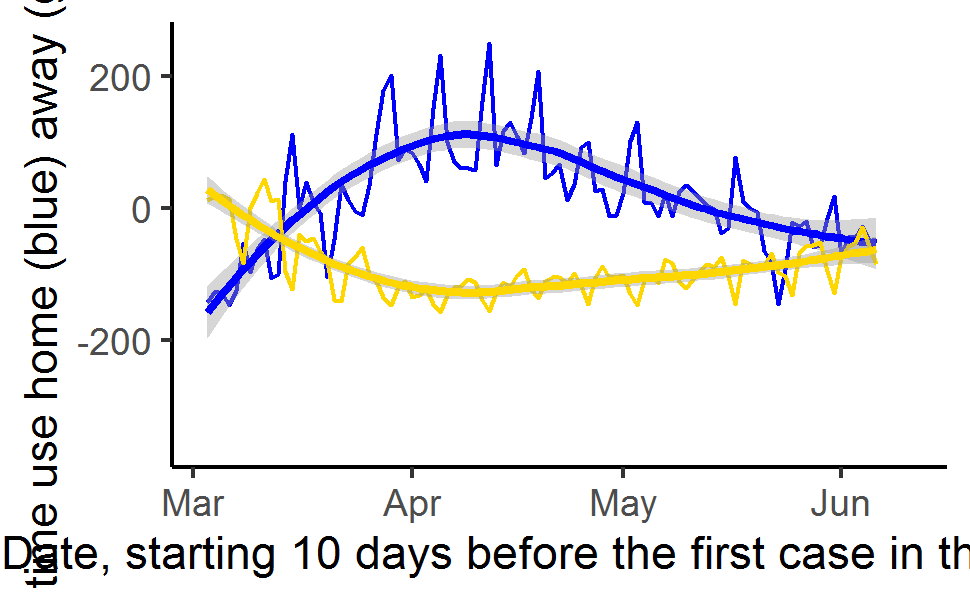 time use home (blue) away (g
200
0
-200
Mar Apr May Jun
Date, starting 10 days before the first case in th